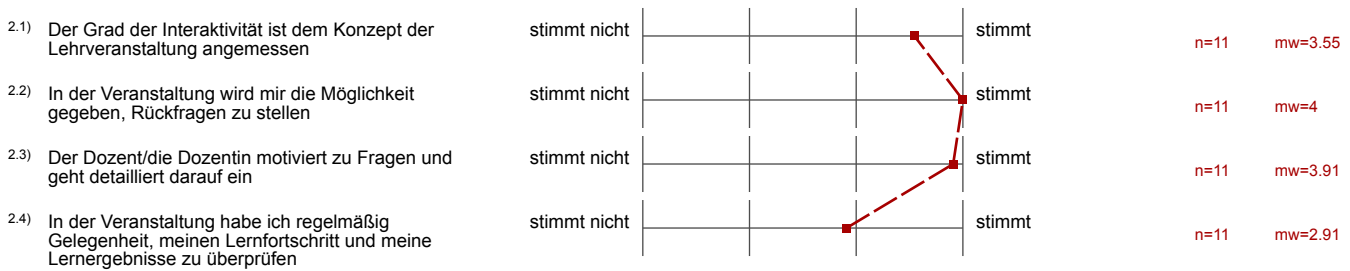 2.1) Der Grad der Interaktivität ist dem Konzept der Lehrveranstaltung angemessen stimmt nicht stimmt n=11 mw=3.55
2.2) In der Veranstaltung wird mir die Möglichkeit gegeben, Rückfragen zu stellen stimmt nicht stimmt n=11 mw=4
2.3) Der Dozent/die Dozentin motiviert zu Fragen und geht detailliert darauf ein stimmt nicht stimmt n=11 mw=3.91
2.4) In der Veranstaltung habe ich regelmäßig Gelegenheit, meinen Lernfortschritt und meine Lernergebnisse zu überprüfen stimmt nicht stimmt n=11 mw=2.91